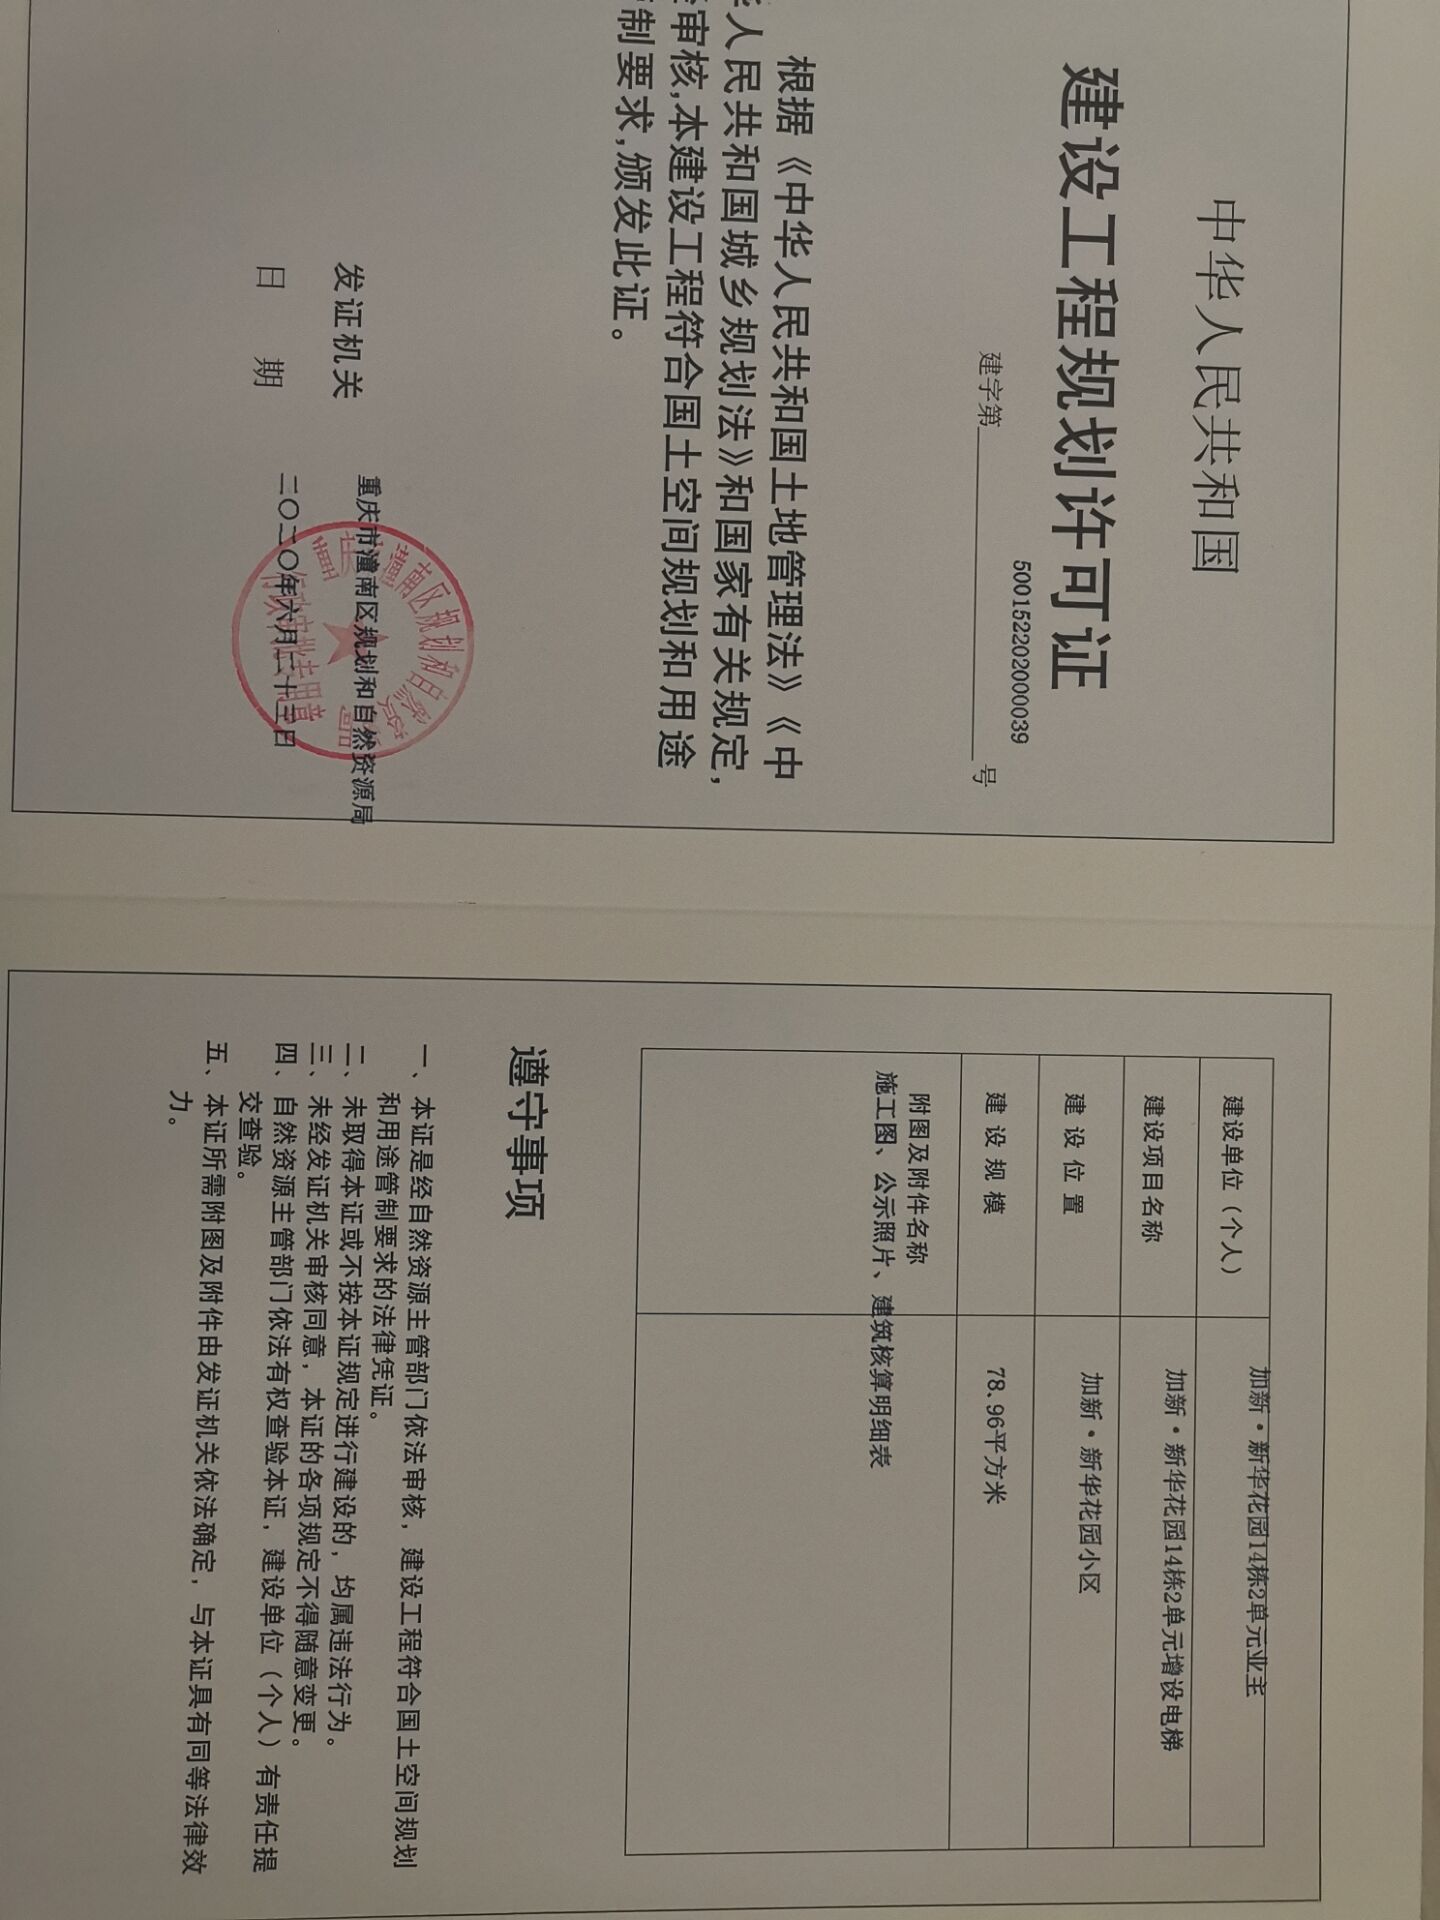 中华人民共和国
建设工程规划许可证
建字第 500152202000039 号
根据《中华人民共和国土地管理法》《中
华人民共和国城乡规划法》和国家有关规定,
审核,本建设工程符合国土空间规划和用途
制要求,颁发此证。
发证机关 重庆市潼南区规划和自然资源局
日 期 二〇二〇年六月二十三日
建设单位（个人） 加新·新华花园14栋2单元业主
建设项目名称 加新·新华花园14栋2单元增设电梯
建设位置 加新·新华花园小区
建设规模 78.96平方米
附图及附件名称
施工图、公示照片、建筑核算明细表
遵守事项
一、本证是经自然资源主管部门依法审核，建设工程符合国土空间规划
和用途管制要求的法律凭证。
二、未取得本证或不按本证规定进行建设的，均属违法行为。
三、未经发证机关审核同意，本证的各项规定不得随意变更。
四、自然资源主管部门依法有权查验本证，建设单位（个人）有责任提
交查验。
五、本证所需附图及附件由发证机关依法确定，与本证具有同等法律效
力。